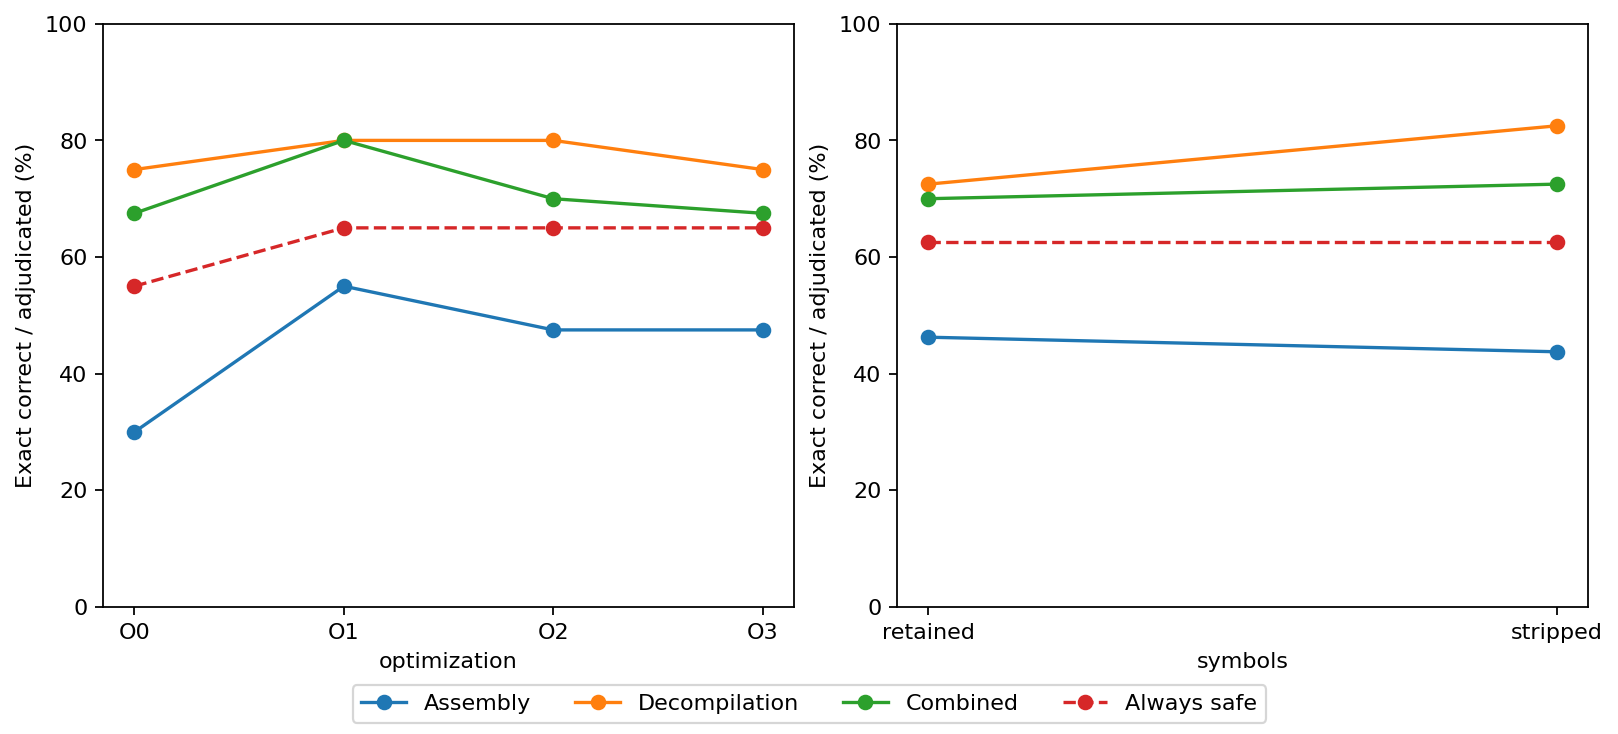 Exact correct / adjudicated (%)
100
80
60
40
20
0
O0 O1 O2 O3
optimization
Exact correct / adjudicated (%)
100
80
60
40
20
0
retained stripped
symbols
Assembly Decompilation Combined Always safe